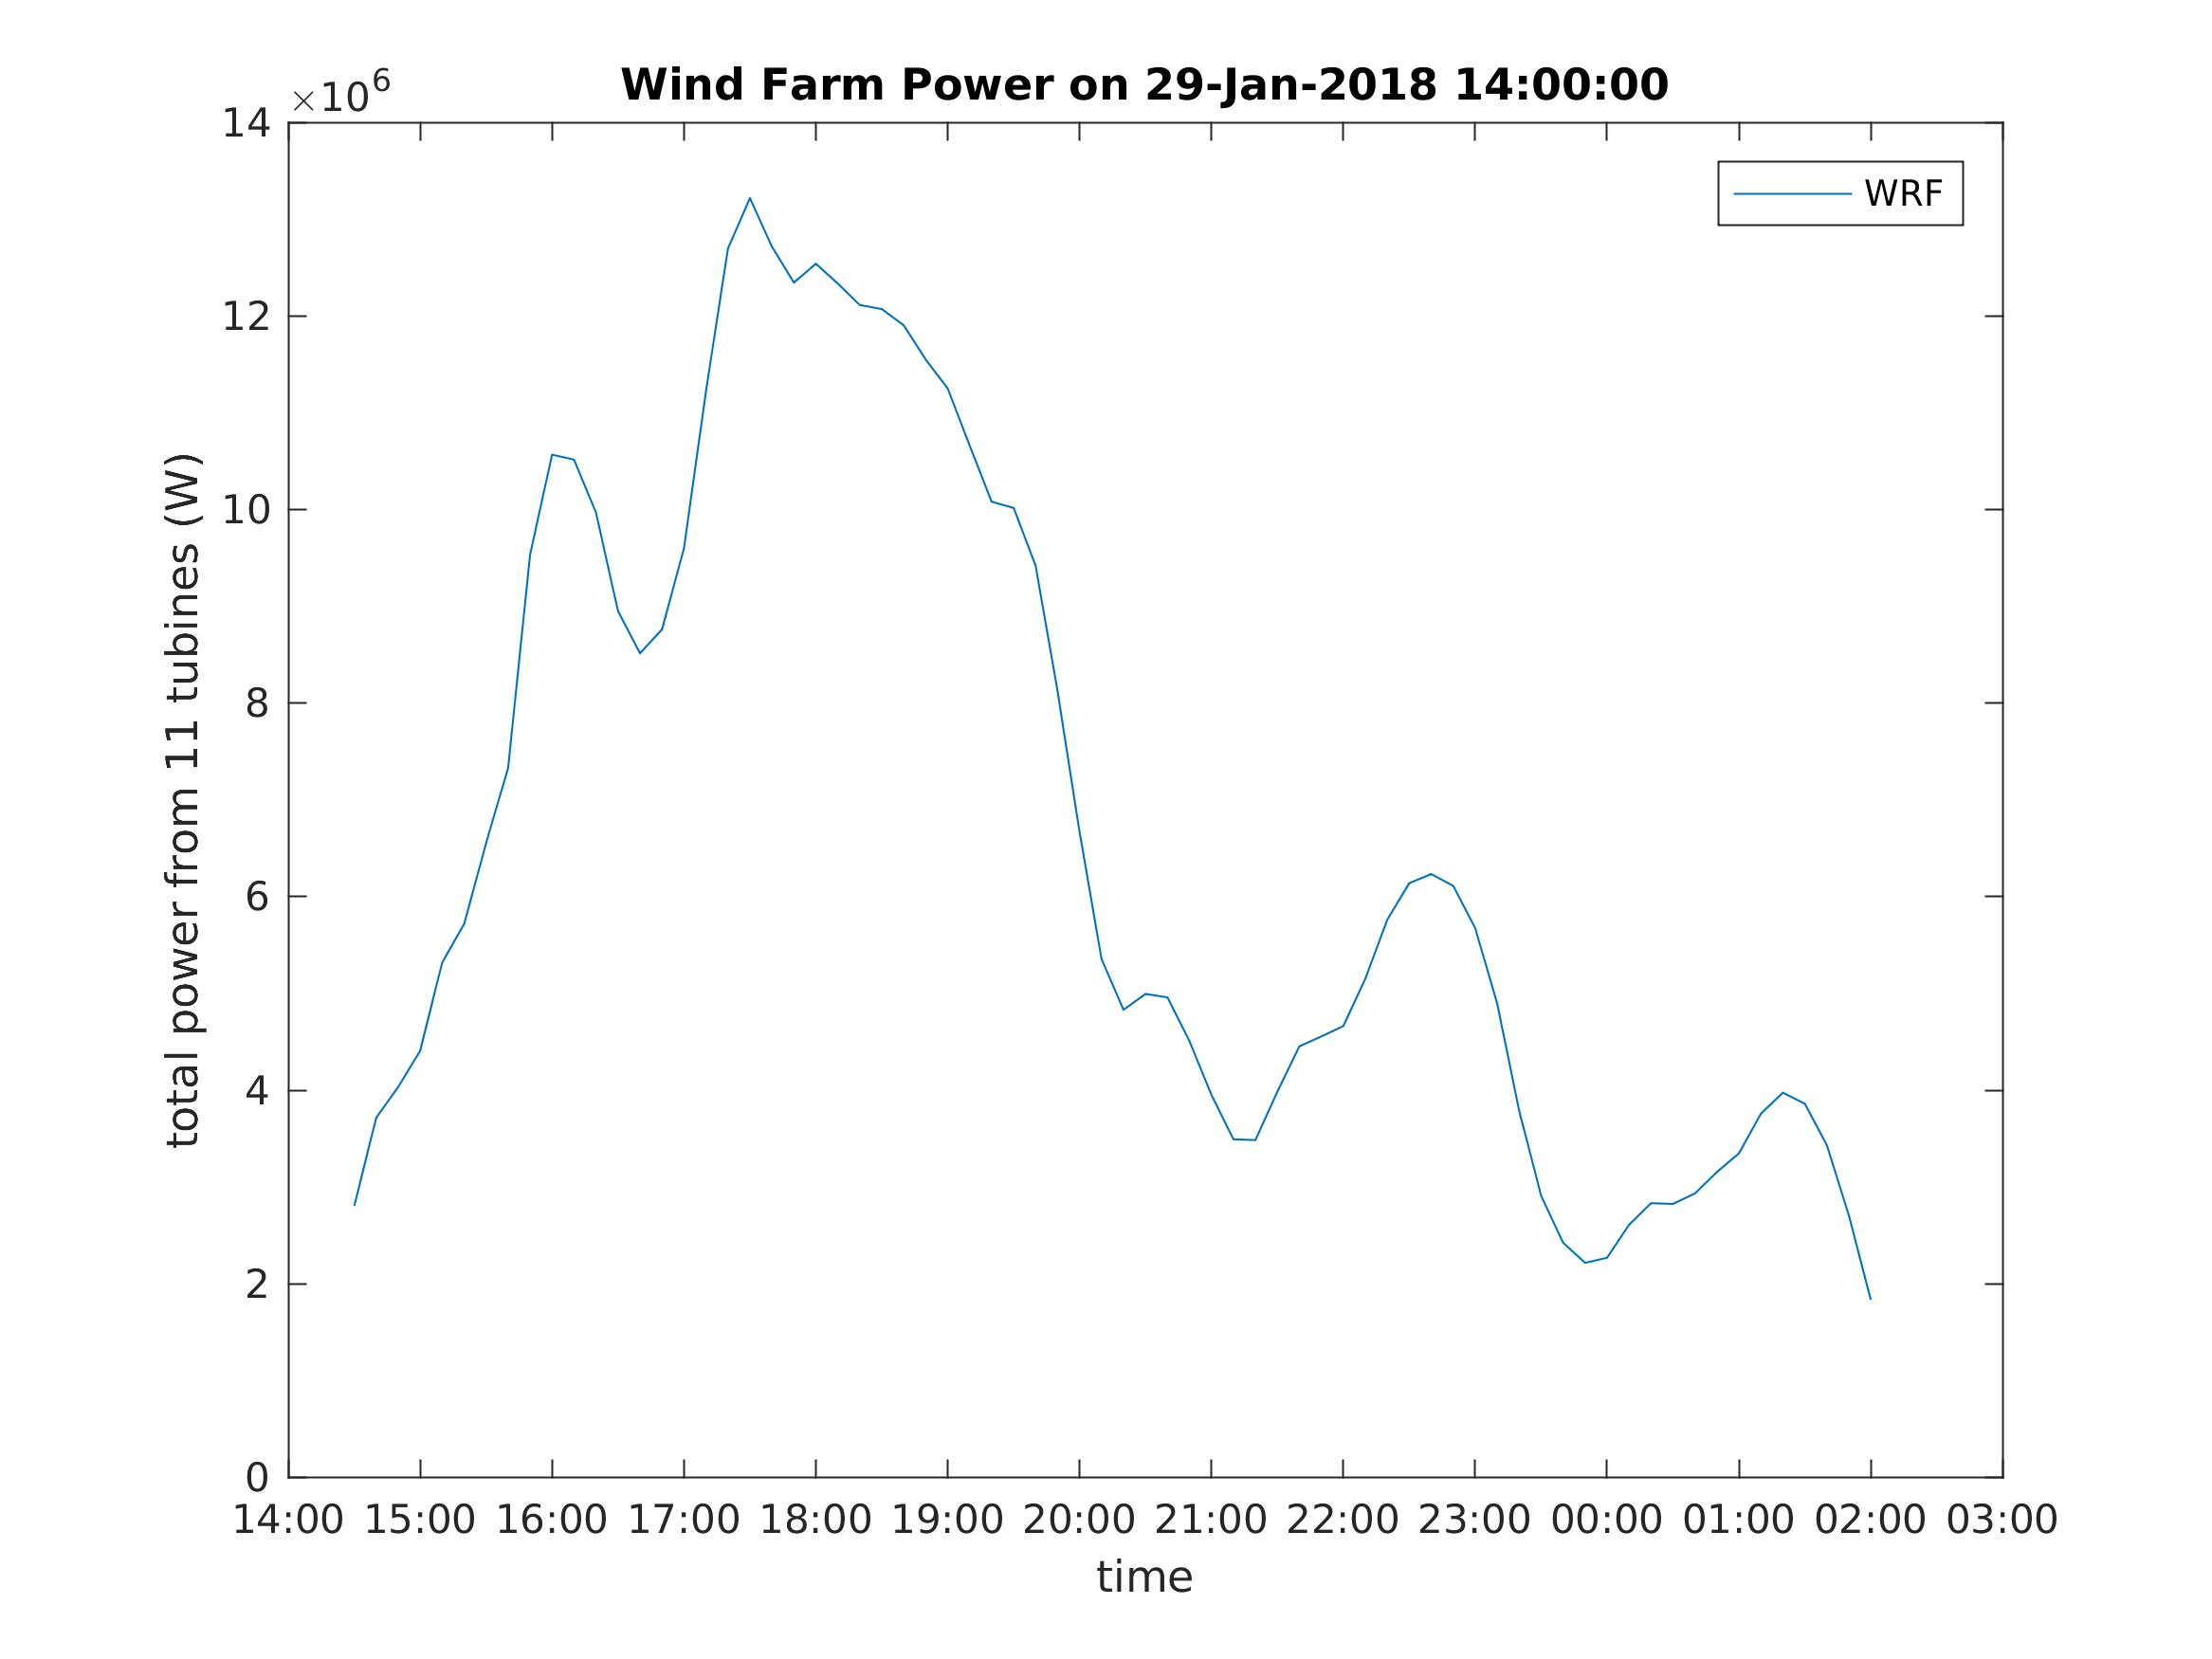 Wind Farm Power on 29-Jan-2018 14:00:00
×10⁶
WRF
14
12
10
8
6
4
2
0
total power from 11 tubines (W)
14:00 15:00 16:00 17:00 18:00 19:00 20:00 21:00 22:00 23:00 00:00 01:00 02:00 03:00
time